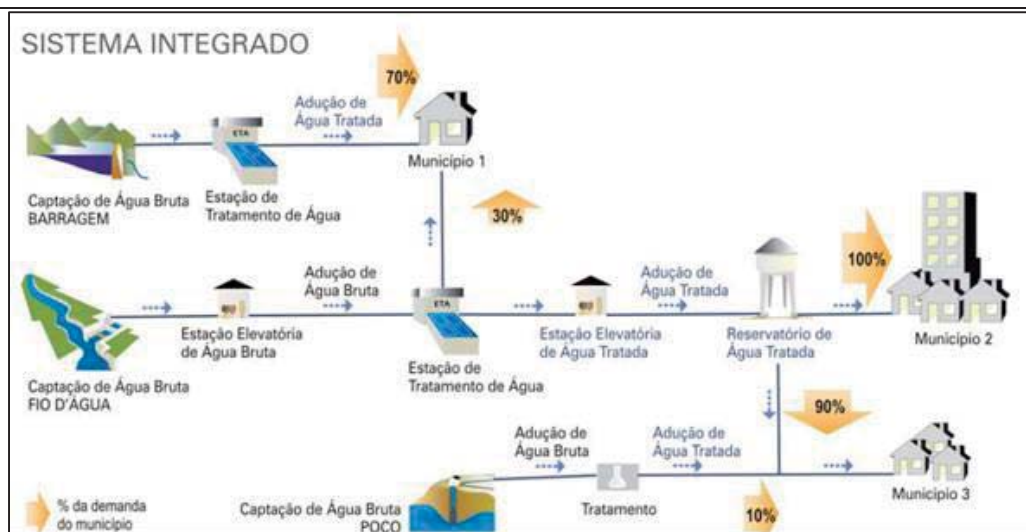 SISTEMA INTEGRADO
70%
Adução de
Água Tratada
ETA
Município 1
Captação de Água Bruta
BARRAGEM
Estação de
Tratamento de Água
30%
100%
Adução de
Água Bruta
ETA
Adução de
Água Tratada
Estação Elevatória
de Água Bruta
Estação Elevatória
de Água Tratada
Reservatório de
Água Tratada
Município 2
Estação de
Tratamento de Água
Captação de Água Bruta
FIO D'ÁGUA
90%
Adução de
Água Bruta
Adução de
Água Tratada
Município 3
% da demanda
do município
Captação de Água Bruta
POÇO
Tratamento
10%